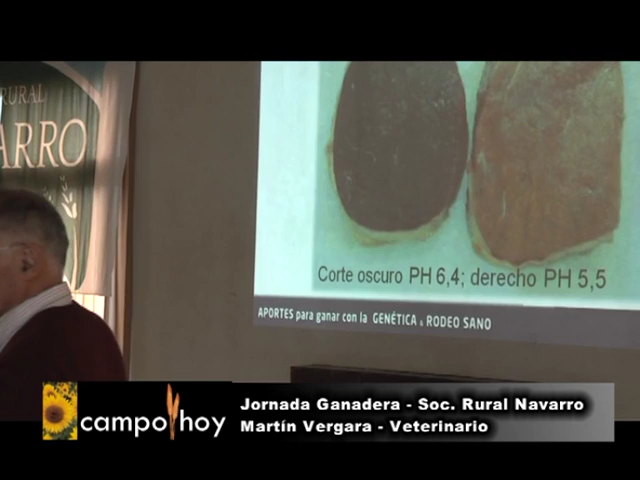 RURAL
ARRO
Corte oscuro PH 6,4; derecho PH 5,5
APORTES para ganar con la GENÉTICA & RODEO SANO
campo hoy
Jornada Ganadera - Soc. Rural Navarro
Martín Vergara - Veterinario